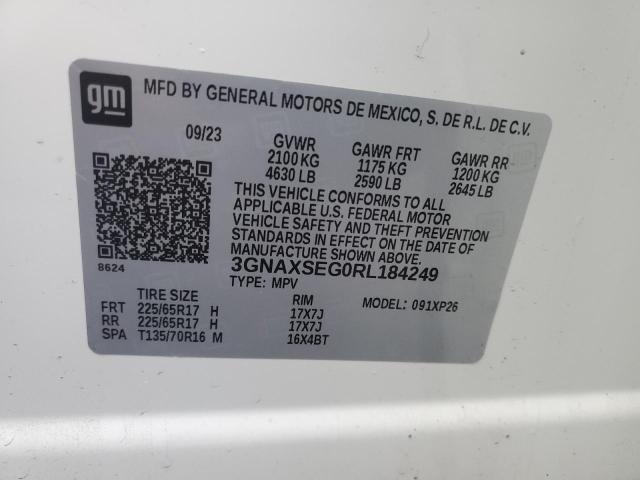 gm
MFD BY GENERAL MOTORS DE MEXICO, S. DE R.L. DE C.V.
09/23 GVWR GAWR FRT GAWR RR
2100 KG 1175 KG 1200 KG
4630 LB 2590 LB 2645 LB
THIS VEHICLE CONFORMS TO ALL
APPLICABLE U.S. FEDERAL MOTOR
VEHICLE SAFETY AND THEFT PREVENTION
STANDARDS IN EFFECT ON THE DATE OF
MANUFACTURE SHOWN ABOVE.
8624 3GNAXSEG0RL184249
TYPE: MPV
TIRE SIZE RIM MODEL: 091XP26
FRT 225/65R17 H 17X7J
RR 225/65R17 H 17X7J
SPA T135/70R16 M 16X4BT